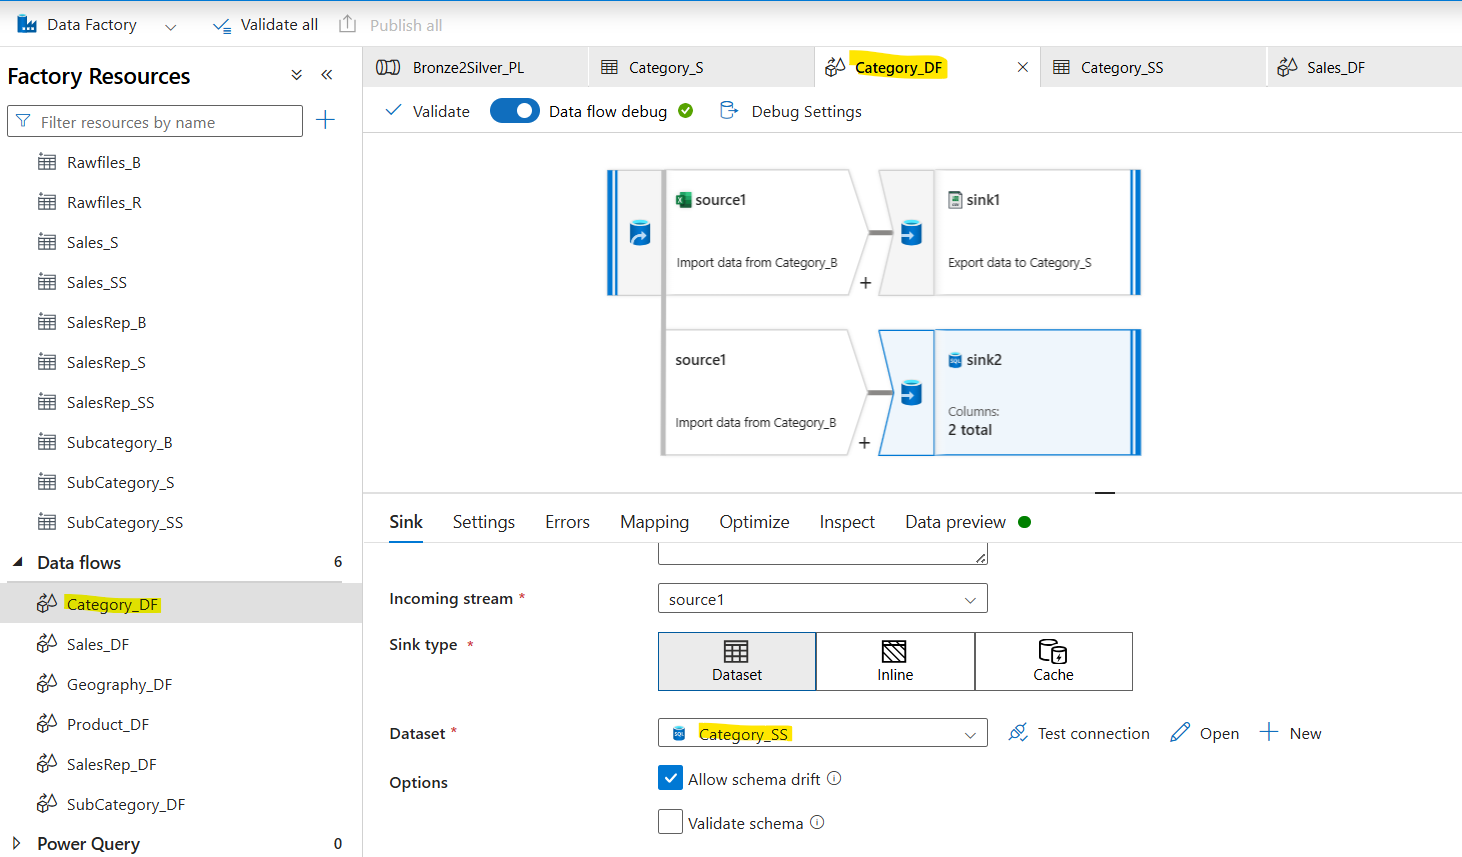 Data Factory
Validate all
Publish all
Factory Resources
Filter resources by name
Rawfiles_B
Rawfiles_R
Sales_S
Sales_SS
SalesRep_B
SalesRep_S
SalesRep_SS
Subcategory_B
SubCategory_S
SubCategory_SS
Data flows 6
Category_DF
Sales_DF
Geography_DF
Product_DF
SalesRep_DF
SubCategory_DF
Power Query 0
Bronze2Silver_PL
Category_S
Category_DF
Category_SS
Sales_DF
Validate
Data flow debug
Debug Settings
source1
Import data from Category_B
+
sink1
Export data to Category_S
source1
Import data from Category_B
+
SQL
sink2
Columns:
2 total
Sink Settings Errors Mapping Optimize Inspect Data preview
Incoming stream *
source1
Sink type *
Dataset
Inline
Cache
Dataset *
SQL Category_SS
Test connection
Open
New
Options
Allow schema drift
Validate schema